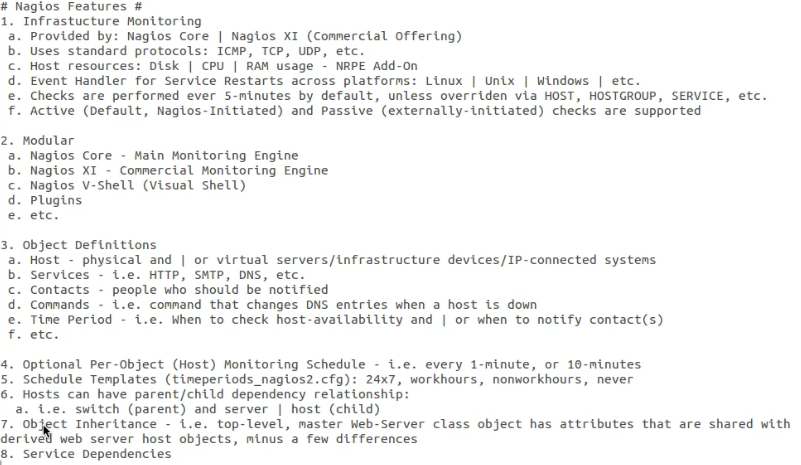 # Nagios Features #
1. Infrastucture Monitoring
a. Provided by: Nagios Core | Nagios XI (Commercial Offering)
b. Uses standard protocols: ICMP, TCP, UDP, etc.
c. Host resources: Disk | CPU | RAM usage - NRPE Add-On
d. Event Handler for Service Restarts across platforms: Linux | Unix | Windows | etc.
e. Checks are performed ever 5-minutes by default, unless overriden via HOST, HOSTGROUP, SERVICE, etc.
f. Active (Default, Nagios-Initiated) and Passive (externally-initiated) checks are supported
2. Modular
a. Nagios Core - Main Monitoring Engine
b. Nagios XI - Commercial Monitoring Engine
c. Nagios V-Shell (Visual Shell)
d. Plugins
e. etc.
3. Object Definitions
a. Host - physical and | or virtual servers/infrastructure devices/IP-connected systems
b. Services - i.e. HTTP, SMTP, DNS, etc.
c. Contacts - people who should be notified
d. Commands - i.e. command that changes DNS entries when a host is down
e. Time Period - i.e. When to check host-availability and | or when to notify contact(s)
f. etc.
4. Optional Per-Object (Host) Monitoring Schedule - i.e. every 1-minute, or 10-minutes
5. Schedule Templates (timeperiods_nagios2.cfg): 24x7, workhours, nonworkhours, never
6. Hosts can have parent/child dependency relationship:
a. i.e. switch (parent) and server | host (child)
7. Object Inheritance - i.e. top-level, master Web-Server class object has attributes that are shared with
derived web server host objects, minus a few differences
8. Service Dependencies